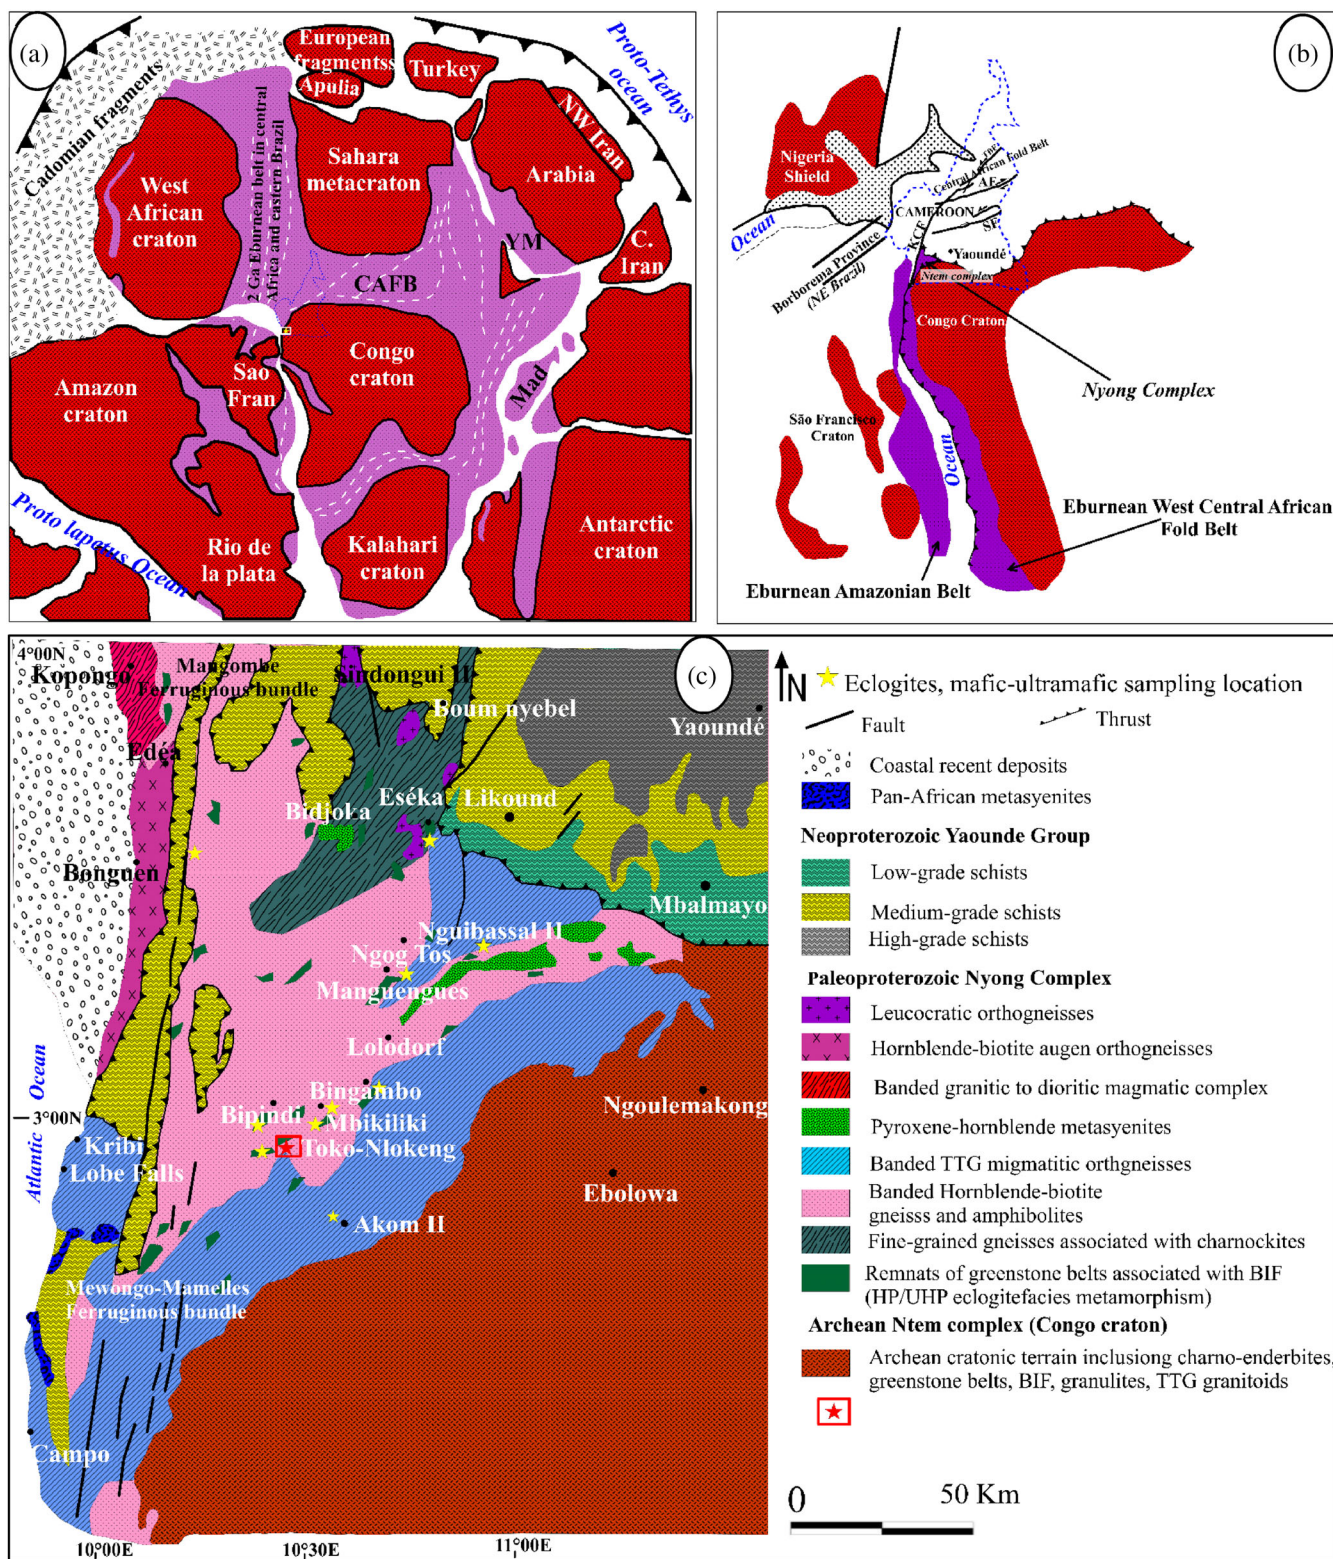 (a)
European
fragmentss
Apulia
Turkey
Proto-Tethys
ocean
Cadomian fragments
NW Iran
2 Ga Eburnean belt in central
Africa and eastern Brazil
West
African
craton
Sahara
metacraton
Arabia
YM
C.
Iran
CAFB
Congo
craton
Sao
Fran
Amazon
craton
Mad
Proto lapetus Ocean
Rio de
la plata
Kalahari
craton
Antarctic
craton
(b)
Nigeria
Shield
Central African Fold Belt
AF
CAMEROON
SF
KCF
Ocean
Yaoundé
Borborema Province
(NE Brazil)
Ntem complex
Congo Craton
Nyong Complex
São Francisco
Craton
Ocean
Eburnean West Central African
Fold Belt
Eburnean Amazonian Belt
(c)
4°00N
Kopongo
Mangombe
Ferruginous bundle
Sindongui II
Boum nyebel
Yaoundé
Edéa
Eséka
Likound
Bidjoka
Bonguen
Mbalmayo
Nguibassal II
Ngog Tos
Manguengues
Lolodorf
Atlantic Ocean
Bingambo
Ngoulemakong
3°00N
Bipindi
Mbikiliki
Kribi
Toko-Nlokeng
Lobe Falls
Ebolowa
Akom II
Mewongo-Mamelles
Ferruginous bundle
Campo
10°00E
10°30E
11°00E
N
Eclogites, mafic-ultramafic sampling location
Fault
Thrust
Coastal recent deposits
Pan-African metasyenites
Neoproterozoic Yaounde Group
Low-grade schists
Medium-grade schists
High-grade schists
Paleoproterozoic Nyong Complex
Leucocratic orthogneisses
Hornblende-biotite augen orthogneisses
Banded granitic to dioritic magmatic complex
Pyroxene-hornblende metasyenites
Banded TTG migmatitic orthgneisses
Banded Hornblende-biotite
gneisss and amphibolites
Fine-grained gneisses associated with charnockites
Remnats of greenstone belts associated with BIF
(HP/UHP eclogitefacies metamorphism)
Archean Ntem complex (Congo craton)
Archean cratonic terrain inclusiong charno-enderbites,
greenstone belts, BIF, granulites, TTG granitoids
0
50 Km